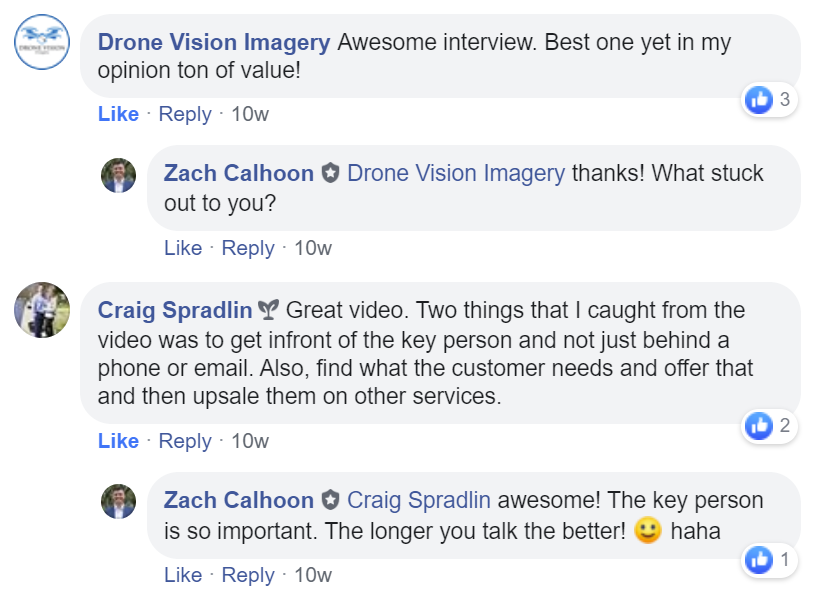 Drone Vision Imagery Awesome interview. Best one yet in my
opinion ton of value!
3
Like · Reply · 10w
Zach Calhoon Drone Vision Imagery thanks! What stuck
out to you?
Like · Reply · 10w
Craig Spradlin Great video. Two things that I caught from the
video was to get infront of the key person and not just behind a
phone or email. Also, find what the customer needs and offer that
and then upsale them on other services.
2
Like · Reply · 10w
Zach Calhoon Craig Spradlin awesome! The key person
is so important. The longer you talk the better! 🙂 haha
1
Like · Reply · 10w